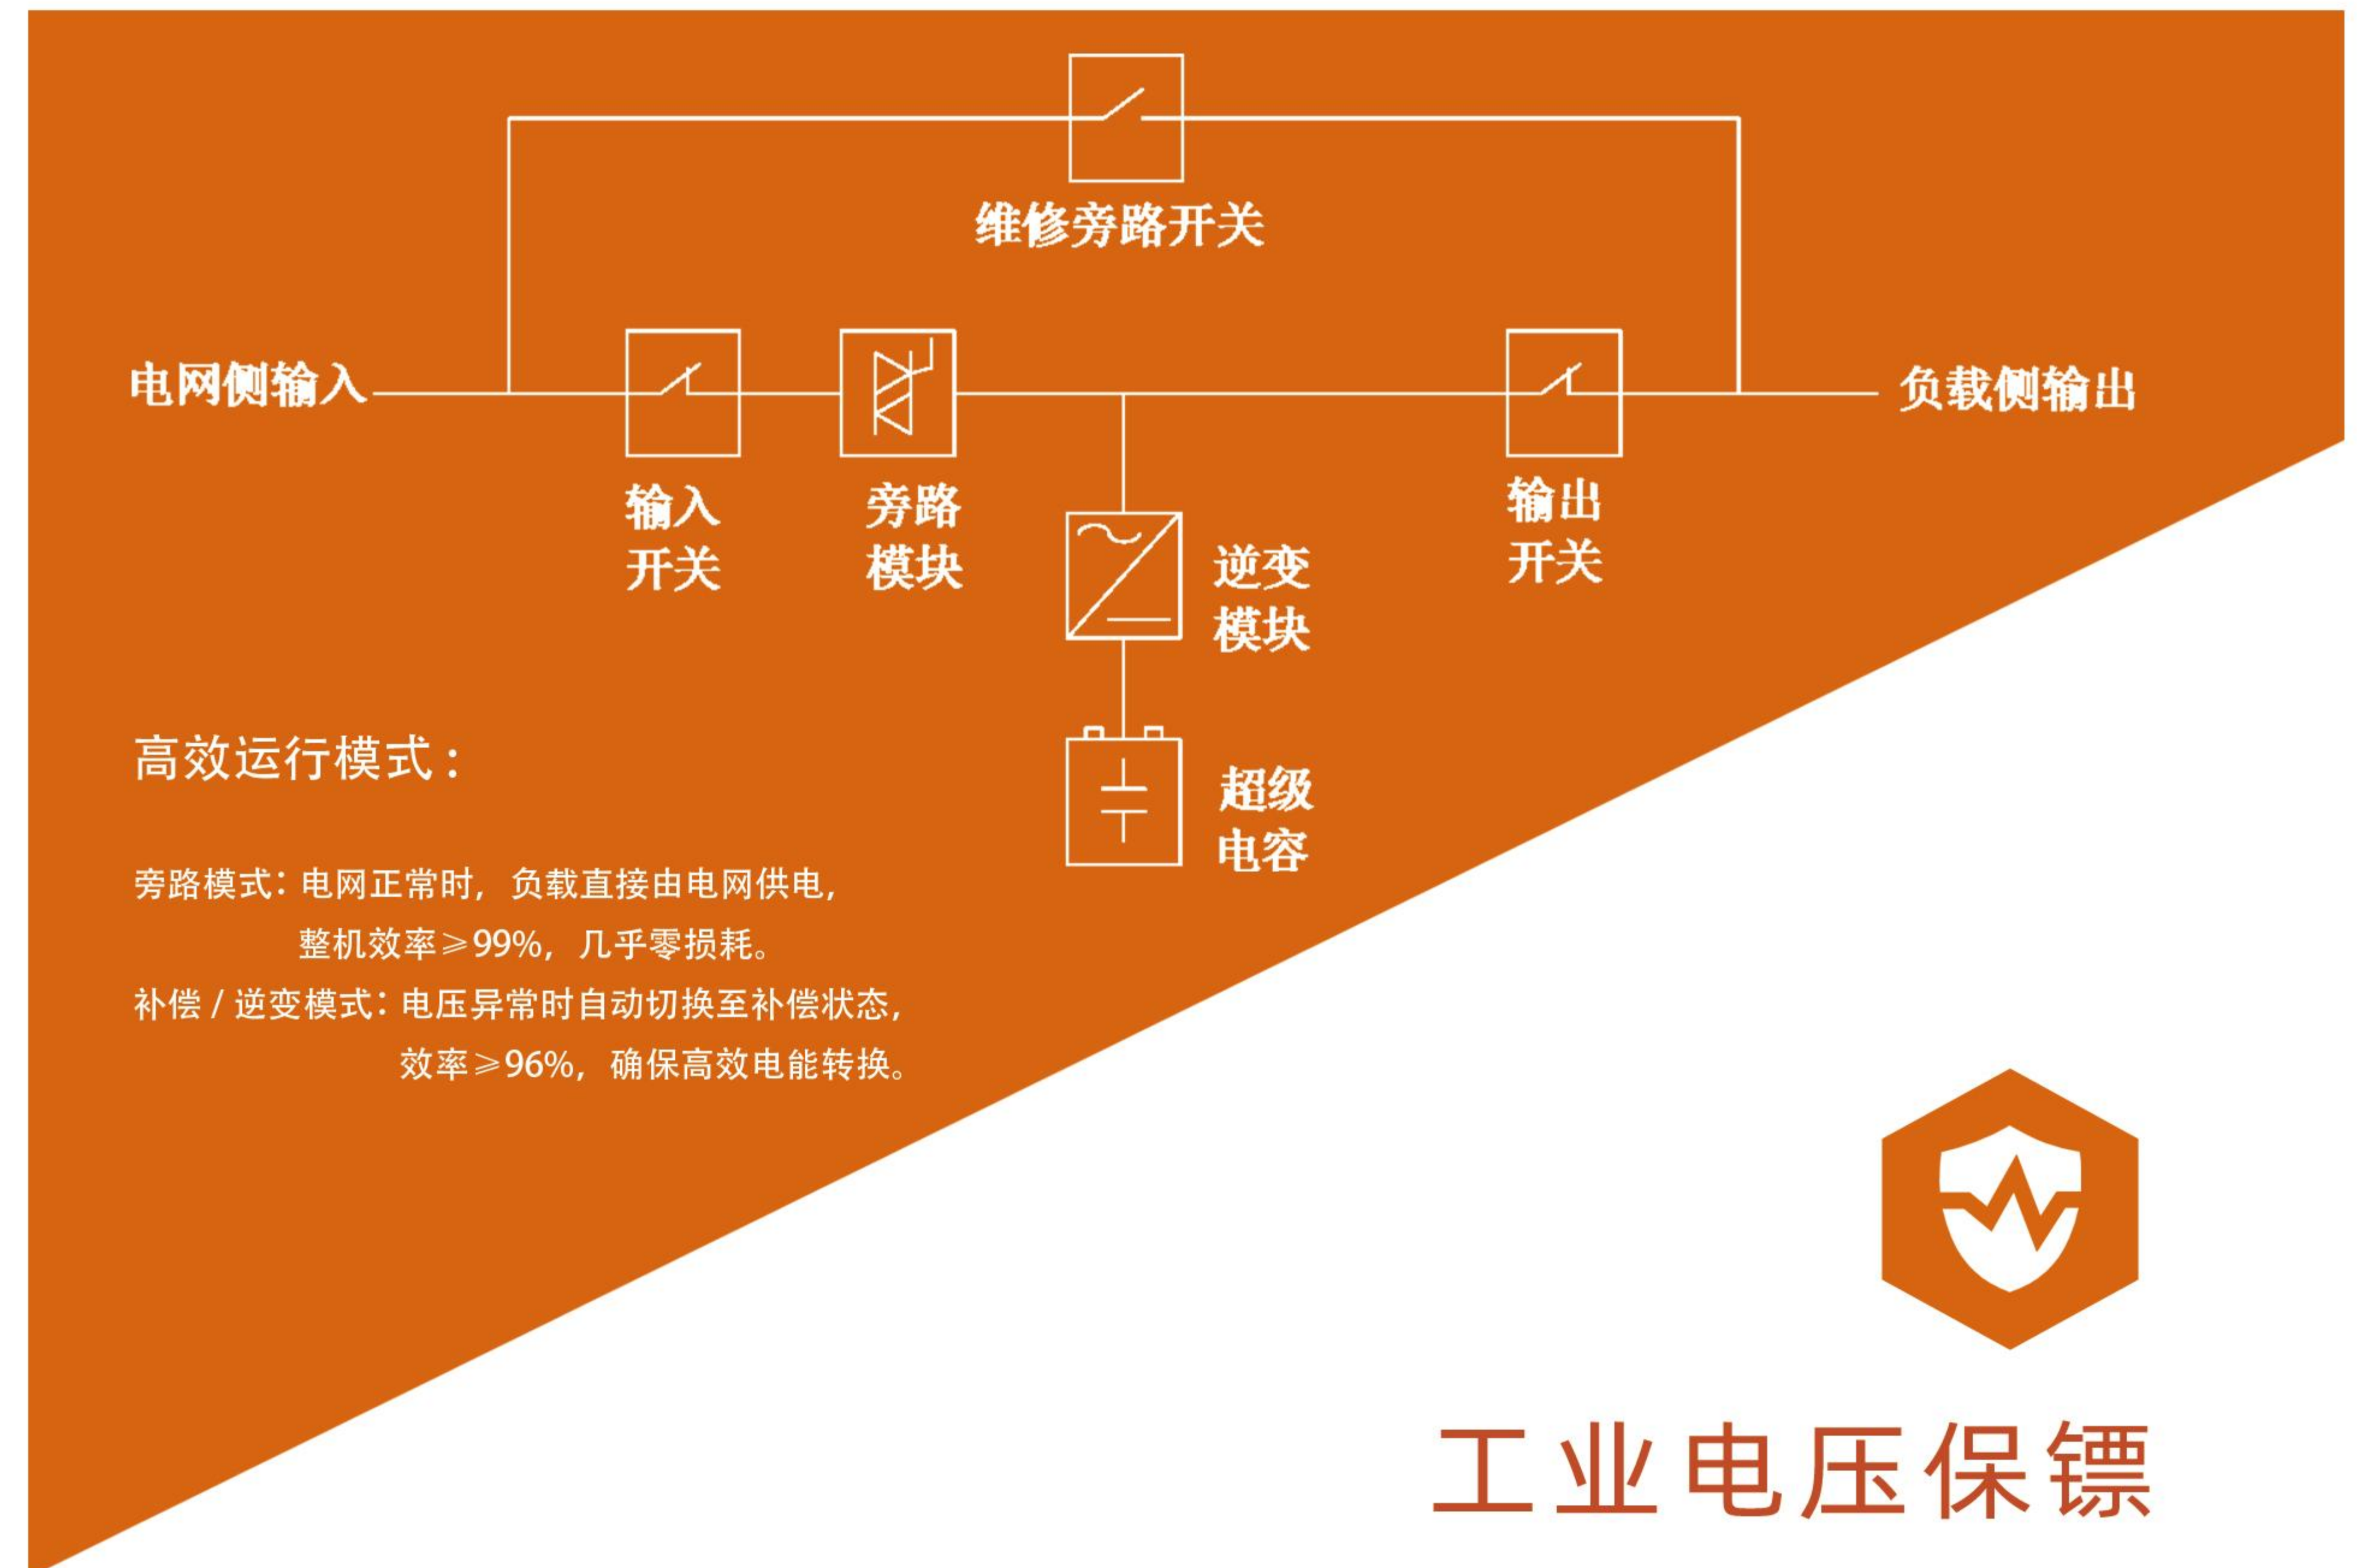 维修旁路开关
电网侧输入
负载侧输出
输入
开关
旁路
模块
输出
开关
逆变
模块
超级
电容
高效运行模式：
旁路模式：电网正常时，负载直接由电网供电，
整机效率≥99%，几乎零损耗。
补偿 / 逆变模式：电压异常时自动切换至补偿状态，
效率≥96%，确保高效电能转换。
工业电压保镖